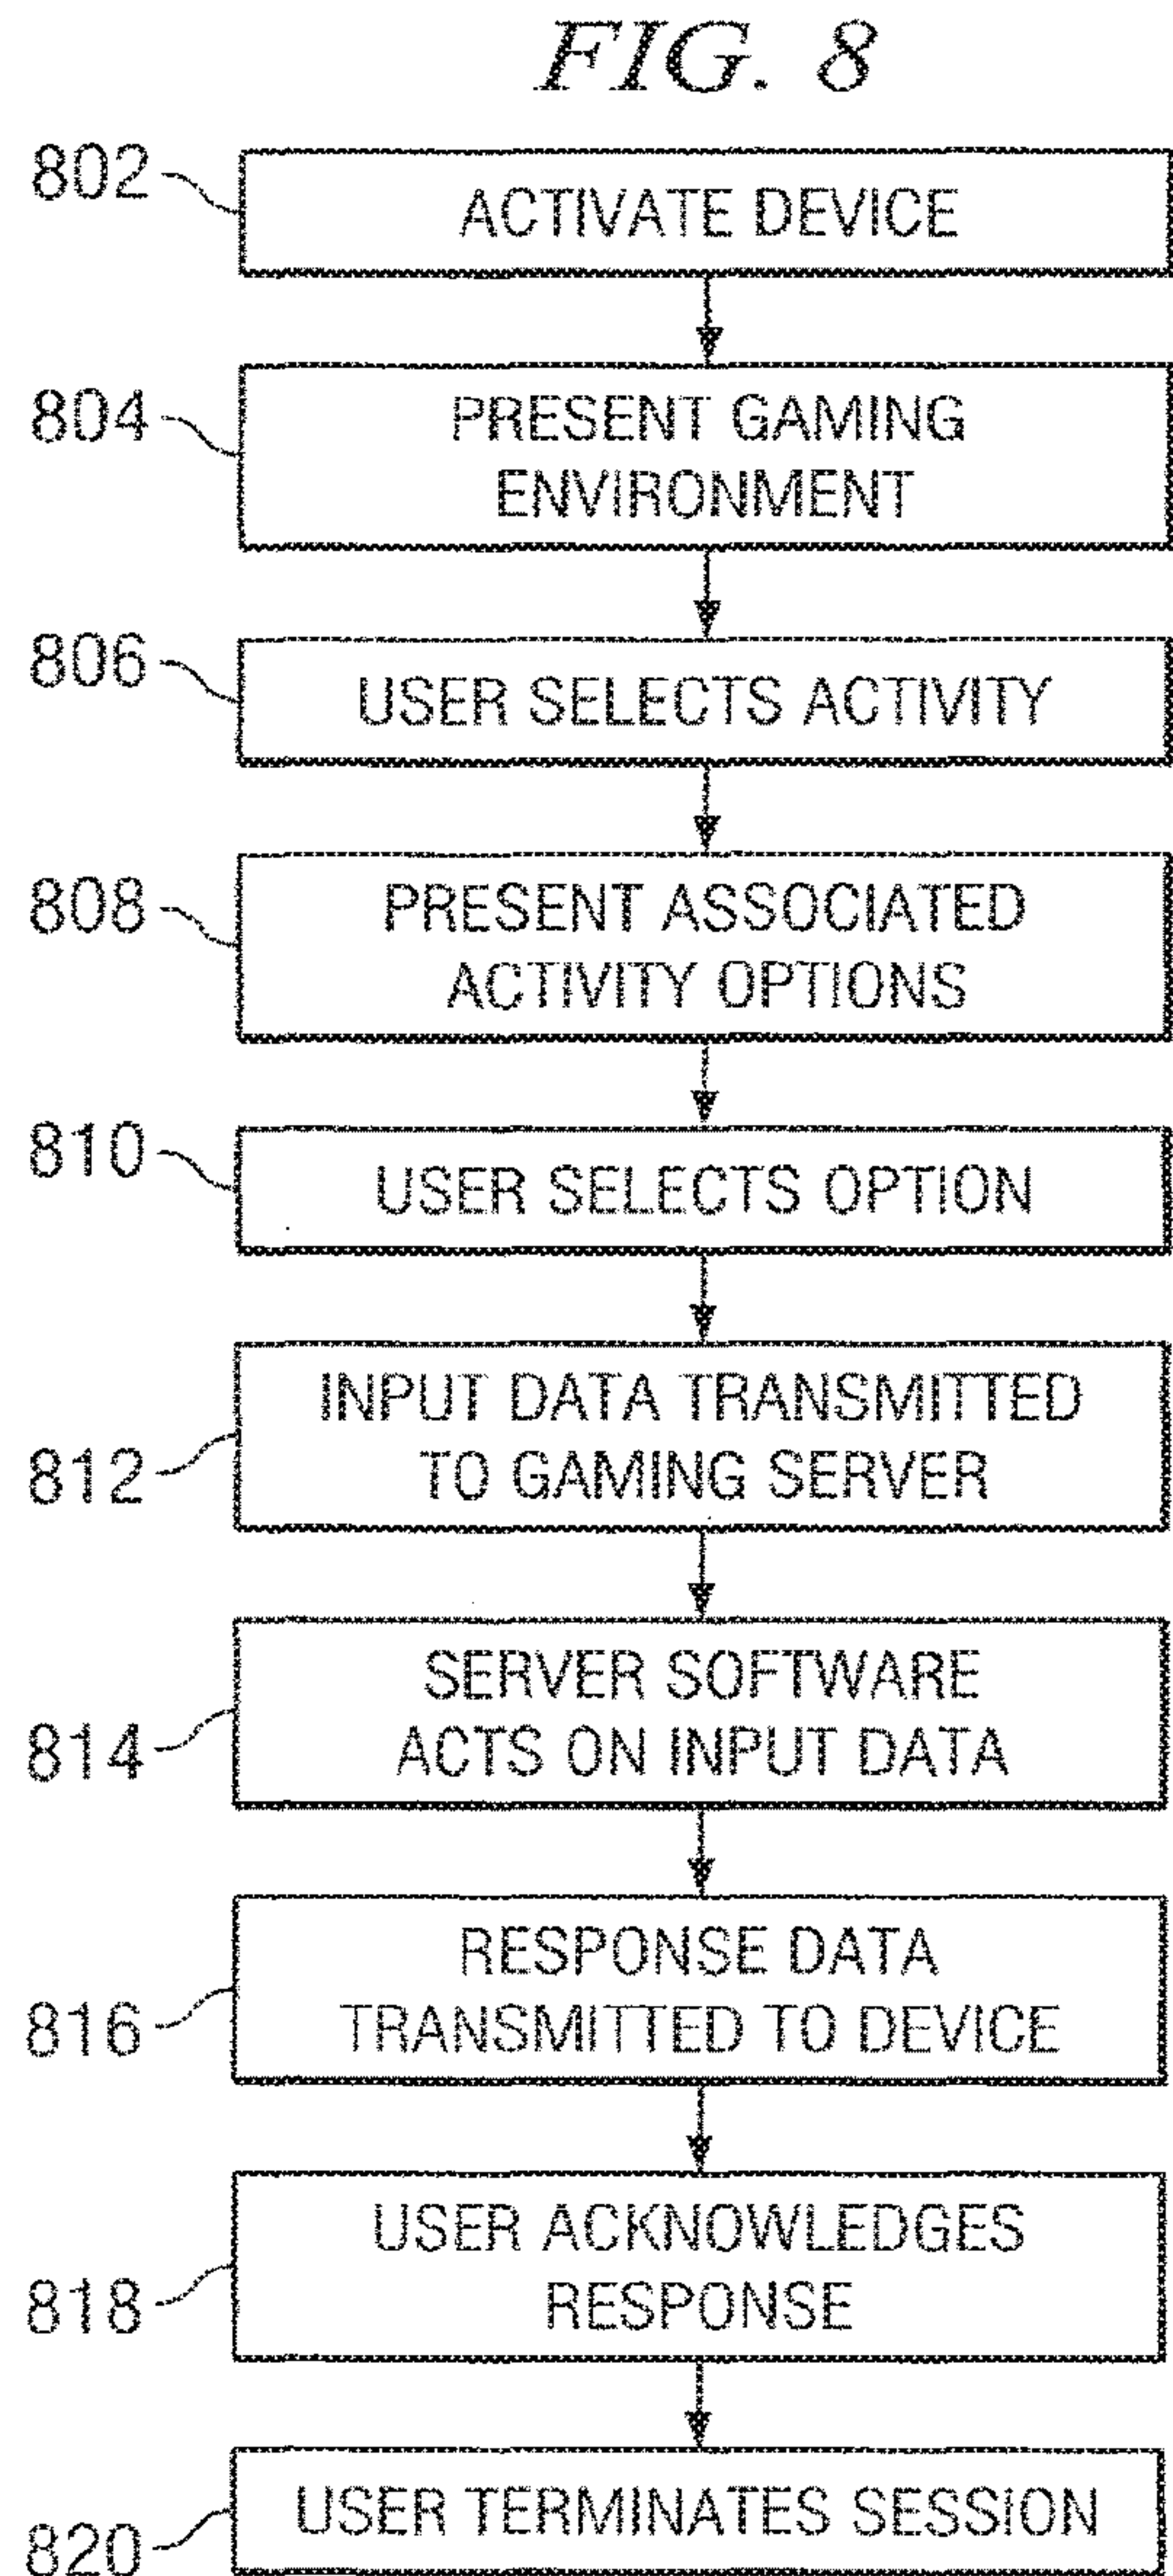 FIG. 8
802
ACTIVATE DEVICE
804
PRESENT GAMING
ENVIRONMENT
806
USER SELECTS ACTIVITY
808
PRESENT ASSOCIATED
ACTIVITY OPTIONS
810
USER SELECTS OPTION
812
INPUT DATA TRANSMITTED
TO GAMING SERVER
814
SERVER SOFTWARE
ACTS ON INPUT DATA
816
RESPONSE DATA
TRANSMITTED TO DEVICE
818
USER ACKNOWLEDGES
RESPONSE
820
USER TERMINATES SESSION